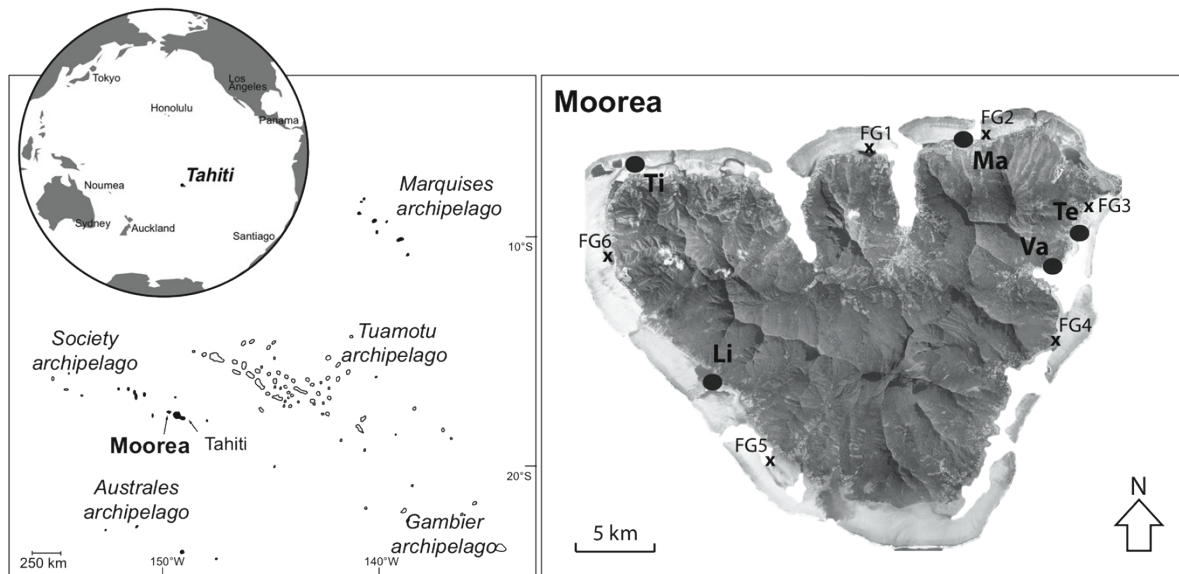 Tokyo
Los
Angeles
Honolulu
Panama
Tahiti
Noumea
Sydney
Auckland
Santiago
Marquises
archipelago
10°S
Society
archipelago
Tuamotu
archipelago
Moorea
Tahiti
20°S
Australes
archipelago
Gambier
archipelago
250 km
150°W
140°W
Moorea
FG1
FG2
Ma
Ti
Te
FG3
Va
FG6
FG4
Li
FG5
5 km
N